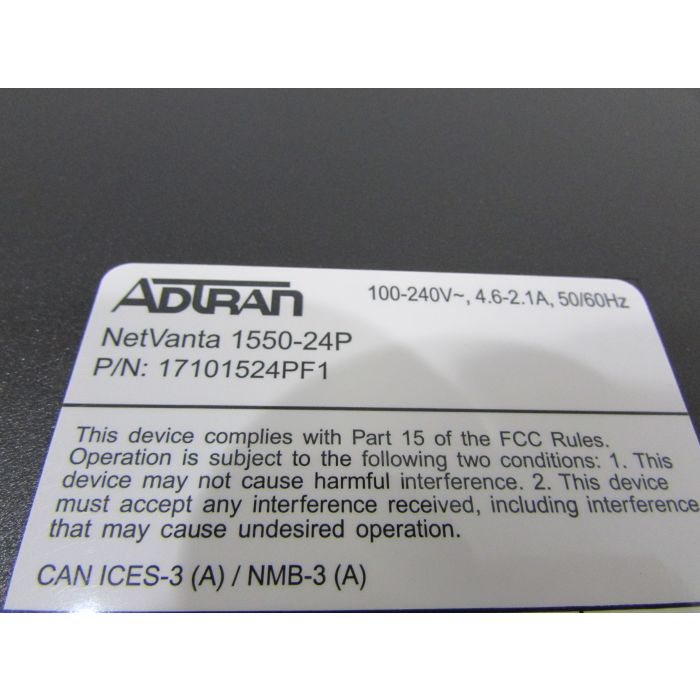 ADTRAN
100-240V~, 4.6-2.1A, 50/60Hz
NetVanta 1550-24P
P/N: 17101524PF1
This device complies with Part 15 of the FCC Rules.
Operation is subject to the following two conditions: 1. This
device may not cause harmful interference. 2. This device
must accept any interference received, including interference
that may cause undesired operation.
CAN ICES-3 (A) / NMB-3 (A)